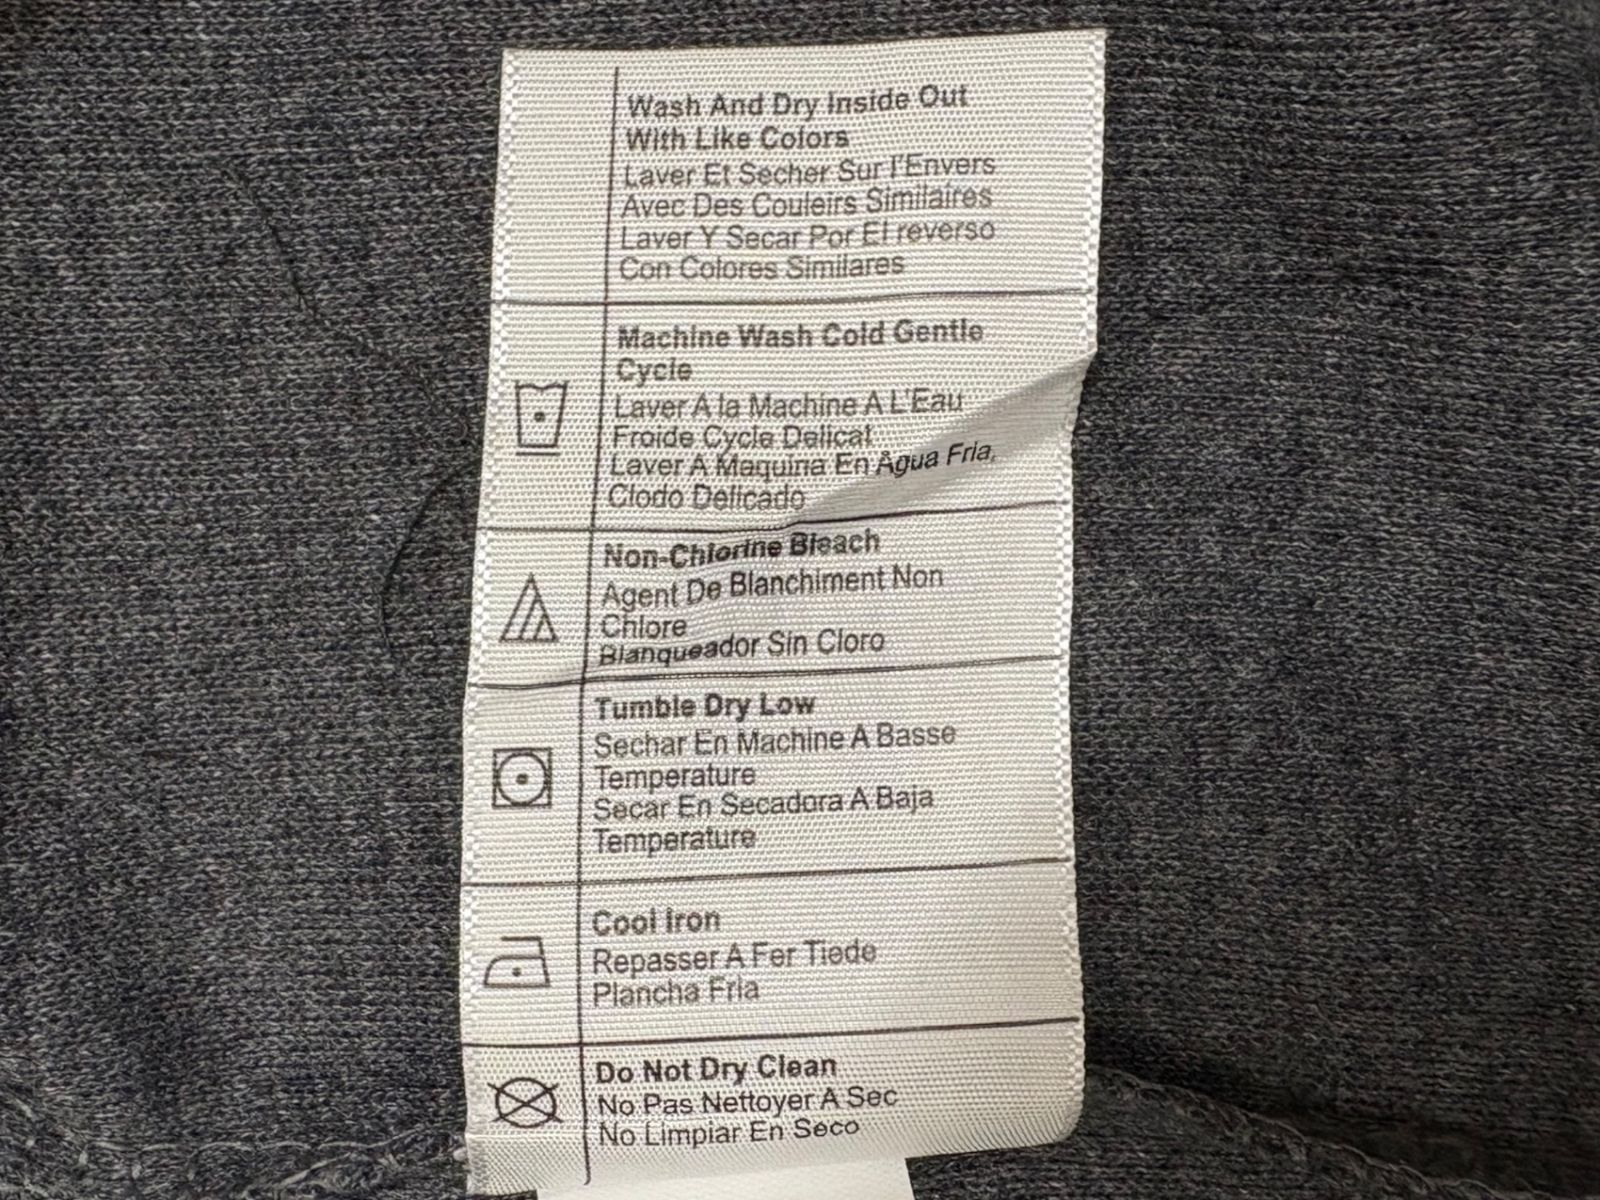 Wash And Dry Inside Out
With Like Colors
Laver Et Secher Sur l'Envers
Avec Des Couleirs Similaires
Laver Y Secar Por El reverso
Con Colores Similares
Machine Wash Cold Gentle
Cycle
Laver A la Machine A L'Eau
Froide Cycle Delicat
Laver A Maquina En Agua Fria,
Clodo Delicado
Non-Chlorine Bleach
Agent De Blanchiment Non
Chlore
Blanqueador Sin Cloro
Tumble Dry Low
Sechar En Machine A Basse
Temperature
Secar En Secadora A Baja
Temperature
Cool Iron
Repasser A Fer Tiede
Plancha Fria
Do Not Dry Clean
No Pas Nettoyer A Sec
No Limpiar En Seco